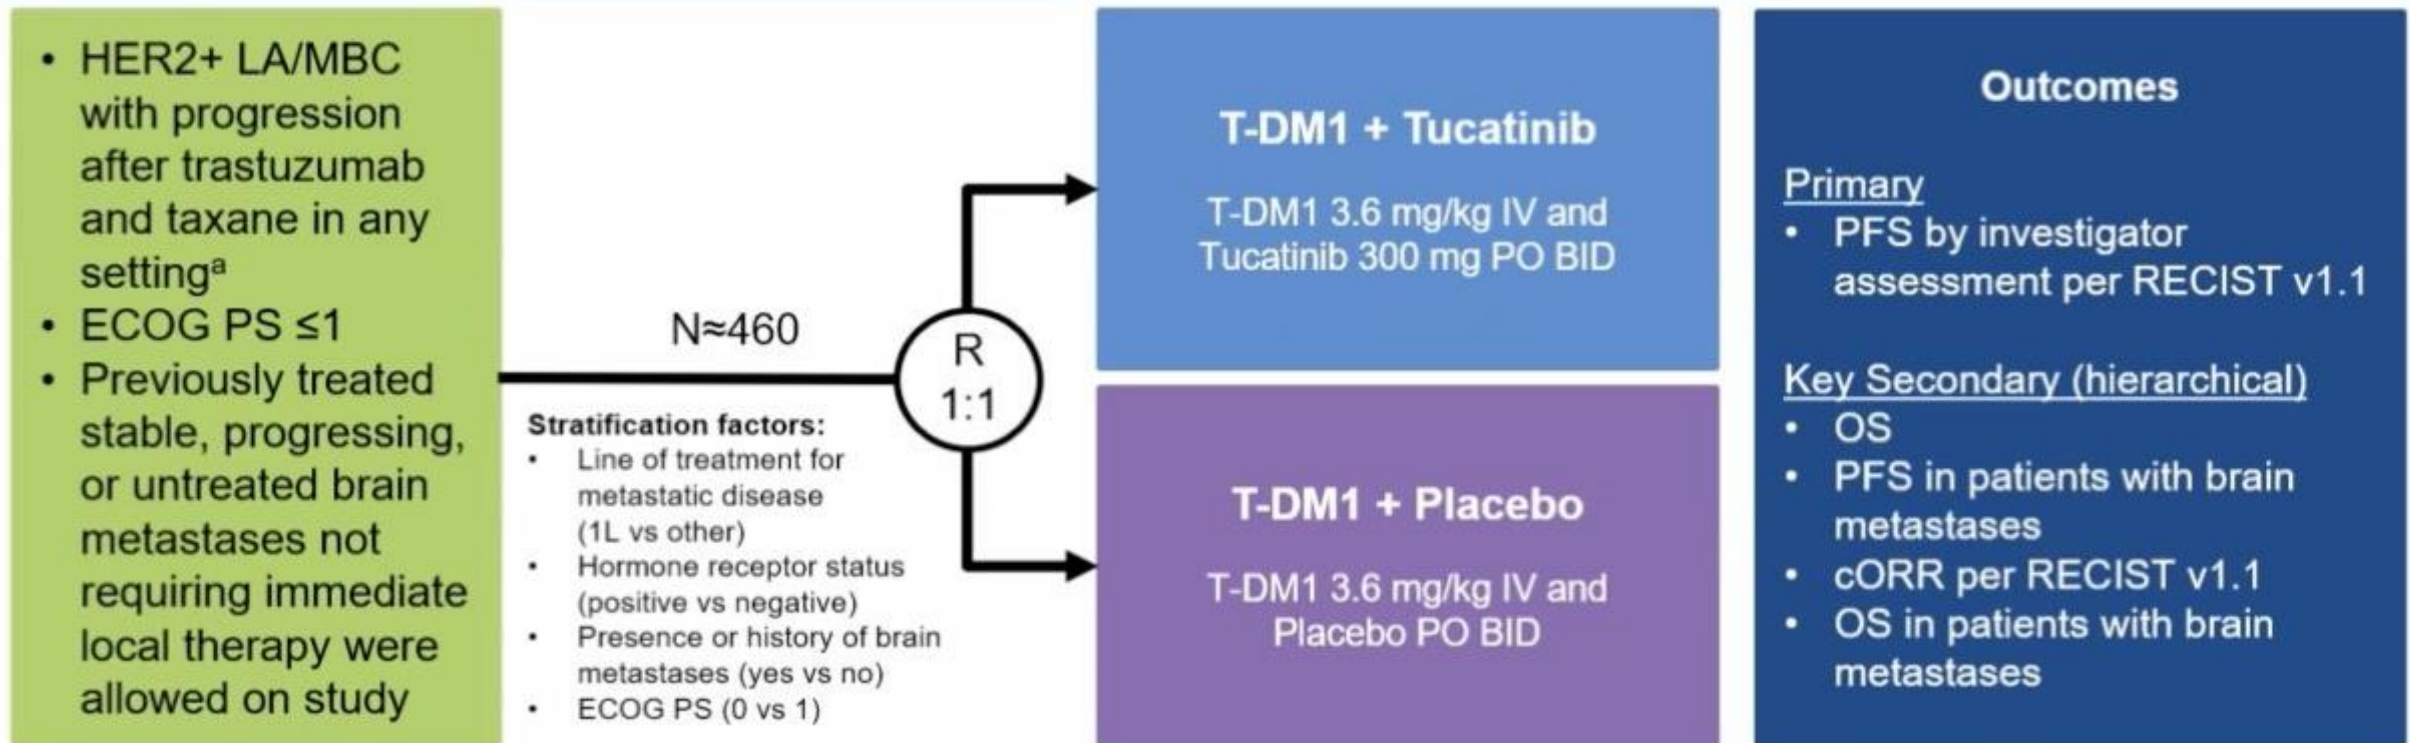 • HER2+ LA/MBC
with progression
after trastuzumab
and taxane in any
settingᵃ
• ECOG PS ≤1
• Previously treated
stable, progressing,
or untreated brain
metastases not
requiring immediate
local therapy were
allowed on study
N≈460
R
1:1
Stratification factors:
• Line of treatment for
metastatic disease
(1L vs other)
• Hormone receptor status
(positive vs negative)
• Presence or history of brain
metastases (yes vs no)
• ECOG PS (0 vs 1)
T-DM1 + Tucatinib
T-DM1 3.6 mg/kg IV and
Tucatinib 300 mg PO BID
T-DM1 + Placebo
T-DM1 3.6 mg/kg IV and
Placebo PO BID
Outcomes
Primary
• PFS by investigator
assessment per RECIST v1.1
Key Secondary (hierarchical)
• OS
• PFS in patients with brain
metastases
• cORR per RECIST v1.1
• OS in patients with brain
metastases